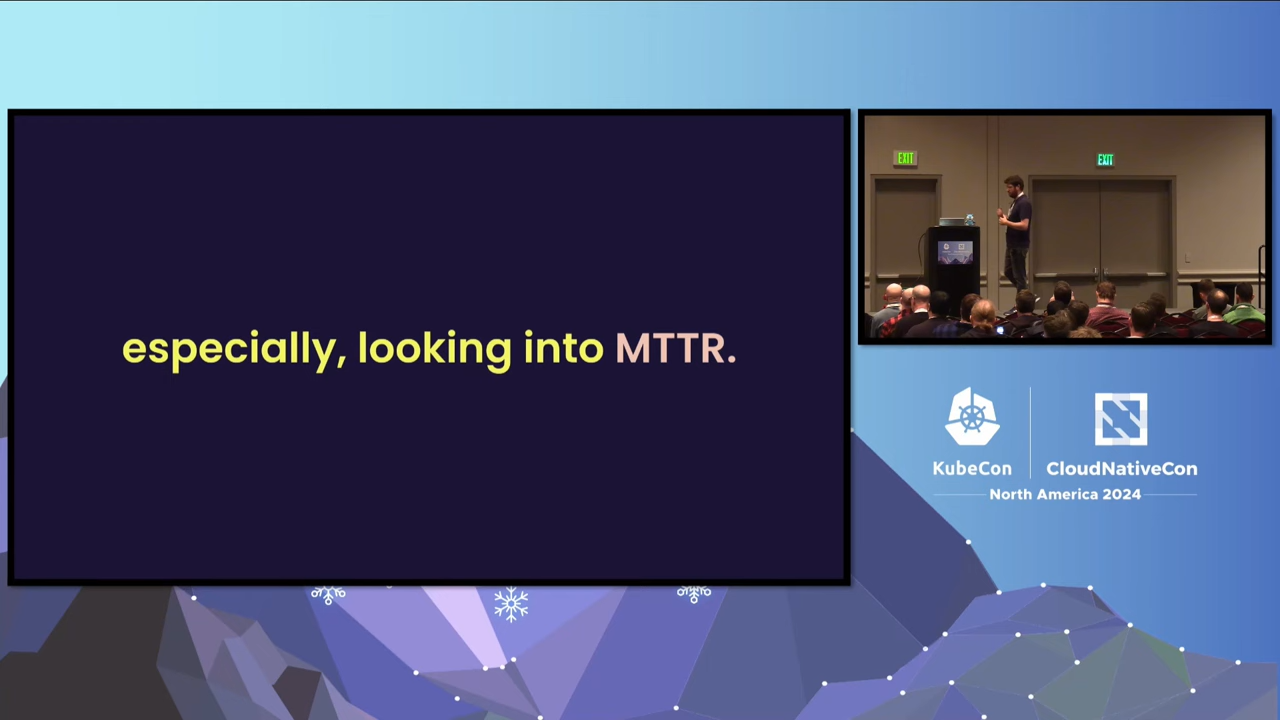 especially, looking into MTTR.
EXIT
EXIT
KubeCon
CloudNativeCon
North America 2024